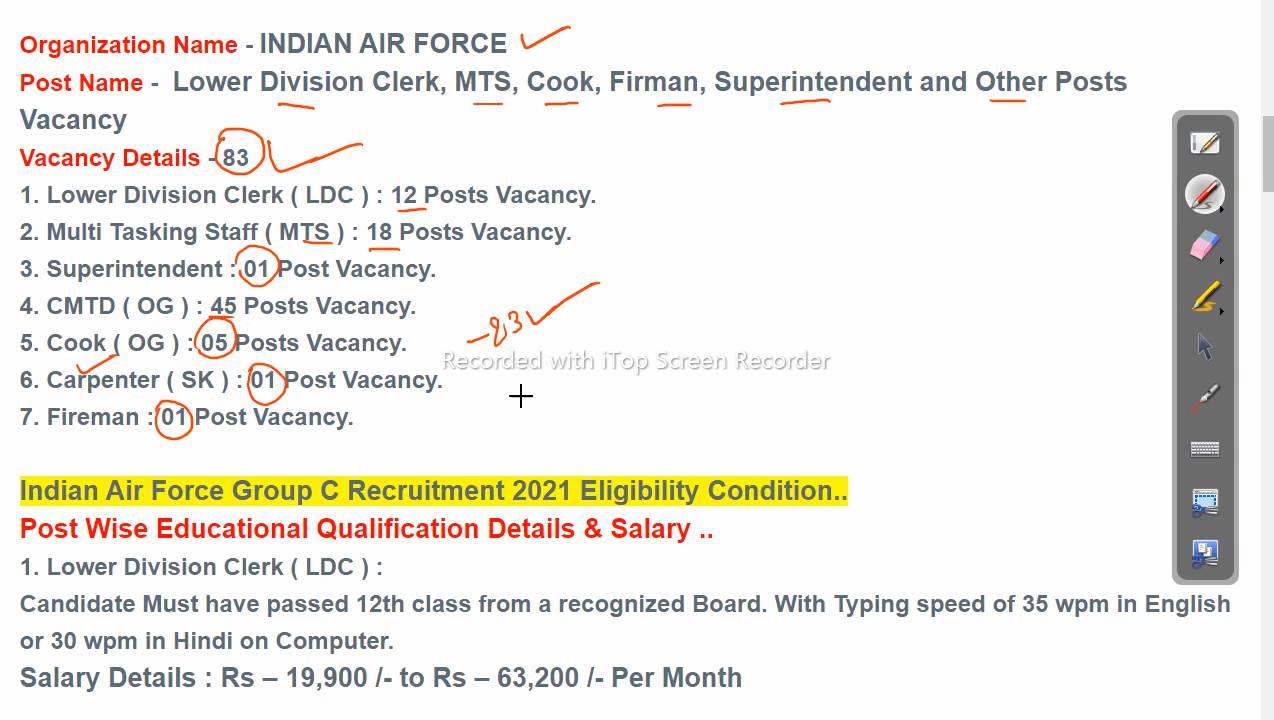 Organization Name - INDIAN AIR FORCE
Post Name - Lower Division Clerk, MTS, Cook, Firman, Superintendent and Other Posts
Vacancy
Vacancy Details - 83
1. Lower Division Clerk ( LDC ) : 12 Posts Vacancy.
2. Multi Tasking Staff ( MTS ) : 18 Posts Vacancy.
3. Superintendent : 01 Post Vacancy.
4. CMTD ( OG ) : 45 Posts Vacancy.
5. Cook ( OG ) : 05 Posts Vacancy.
-83
Recorded with iTop Screen Recorder
6. Carpenter ( SK ) : 01 Post Vacancy.
7. Fireman : 01 Post Vacancy.
Indian Air Force Group C Recruitment 2021 Eligibility Condition..
Post Wise Educational Qualification Details & Salary ..
1. Lower Division Clerk ( LDC ) :
Candidate Must have passed 12th class from a recognized Board. With Typing speed of 35 wpm in English
or 30 wpm in Hindi on Computer.
Salary Details : Rs – 19,900 /- to Rs – 63,200 /- Per Month